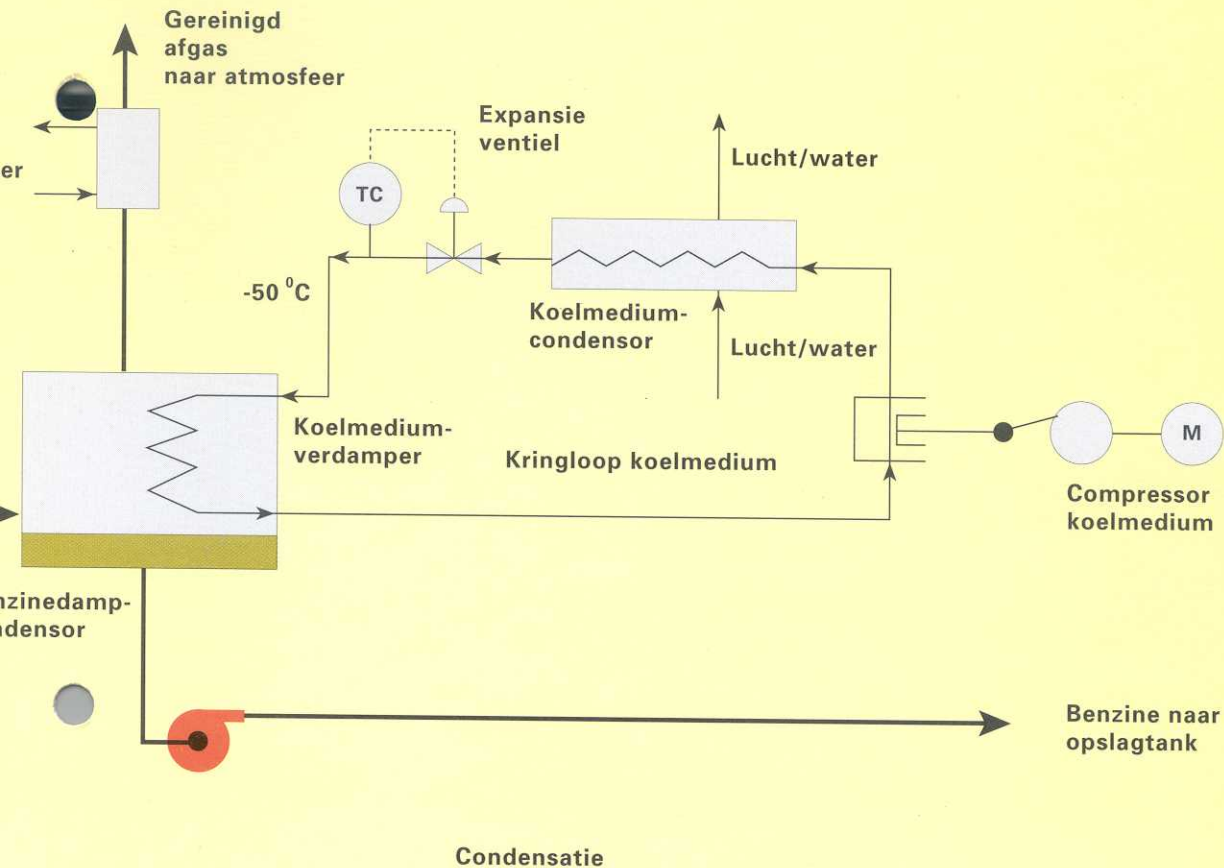 Gereinigd
afgas
naar atmosfeer
Expansie
ventiel
Lucht/water
TC
-50 °C
Koelmedium-
condensor
Lucht/water
Koelmedium-
verdamper
Kringloop koelmedium
M
Compressor
koelmedium
Benzine naar
opslagtank
Condensatie